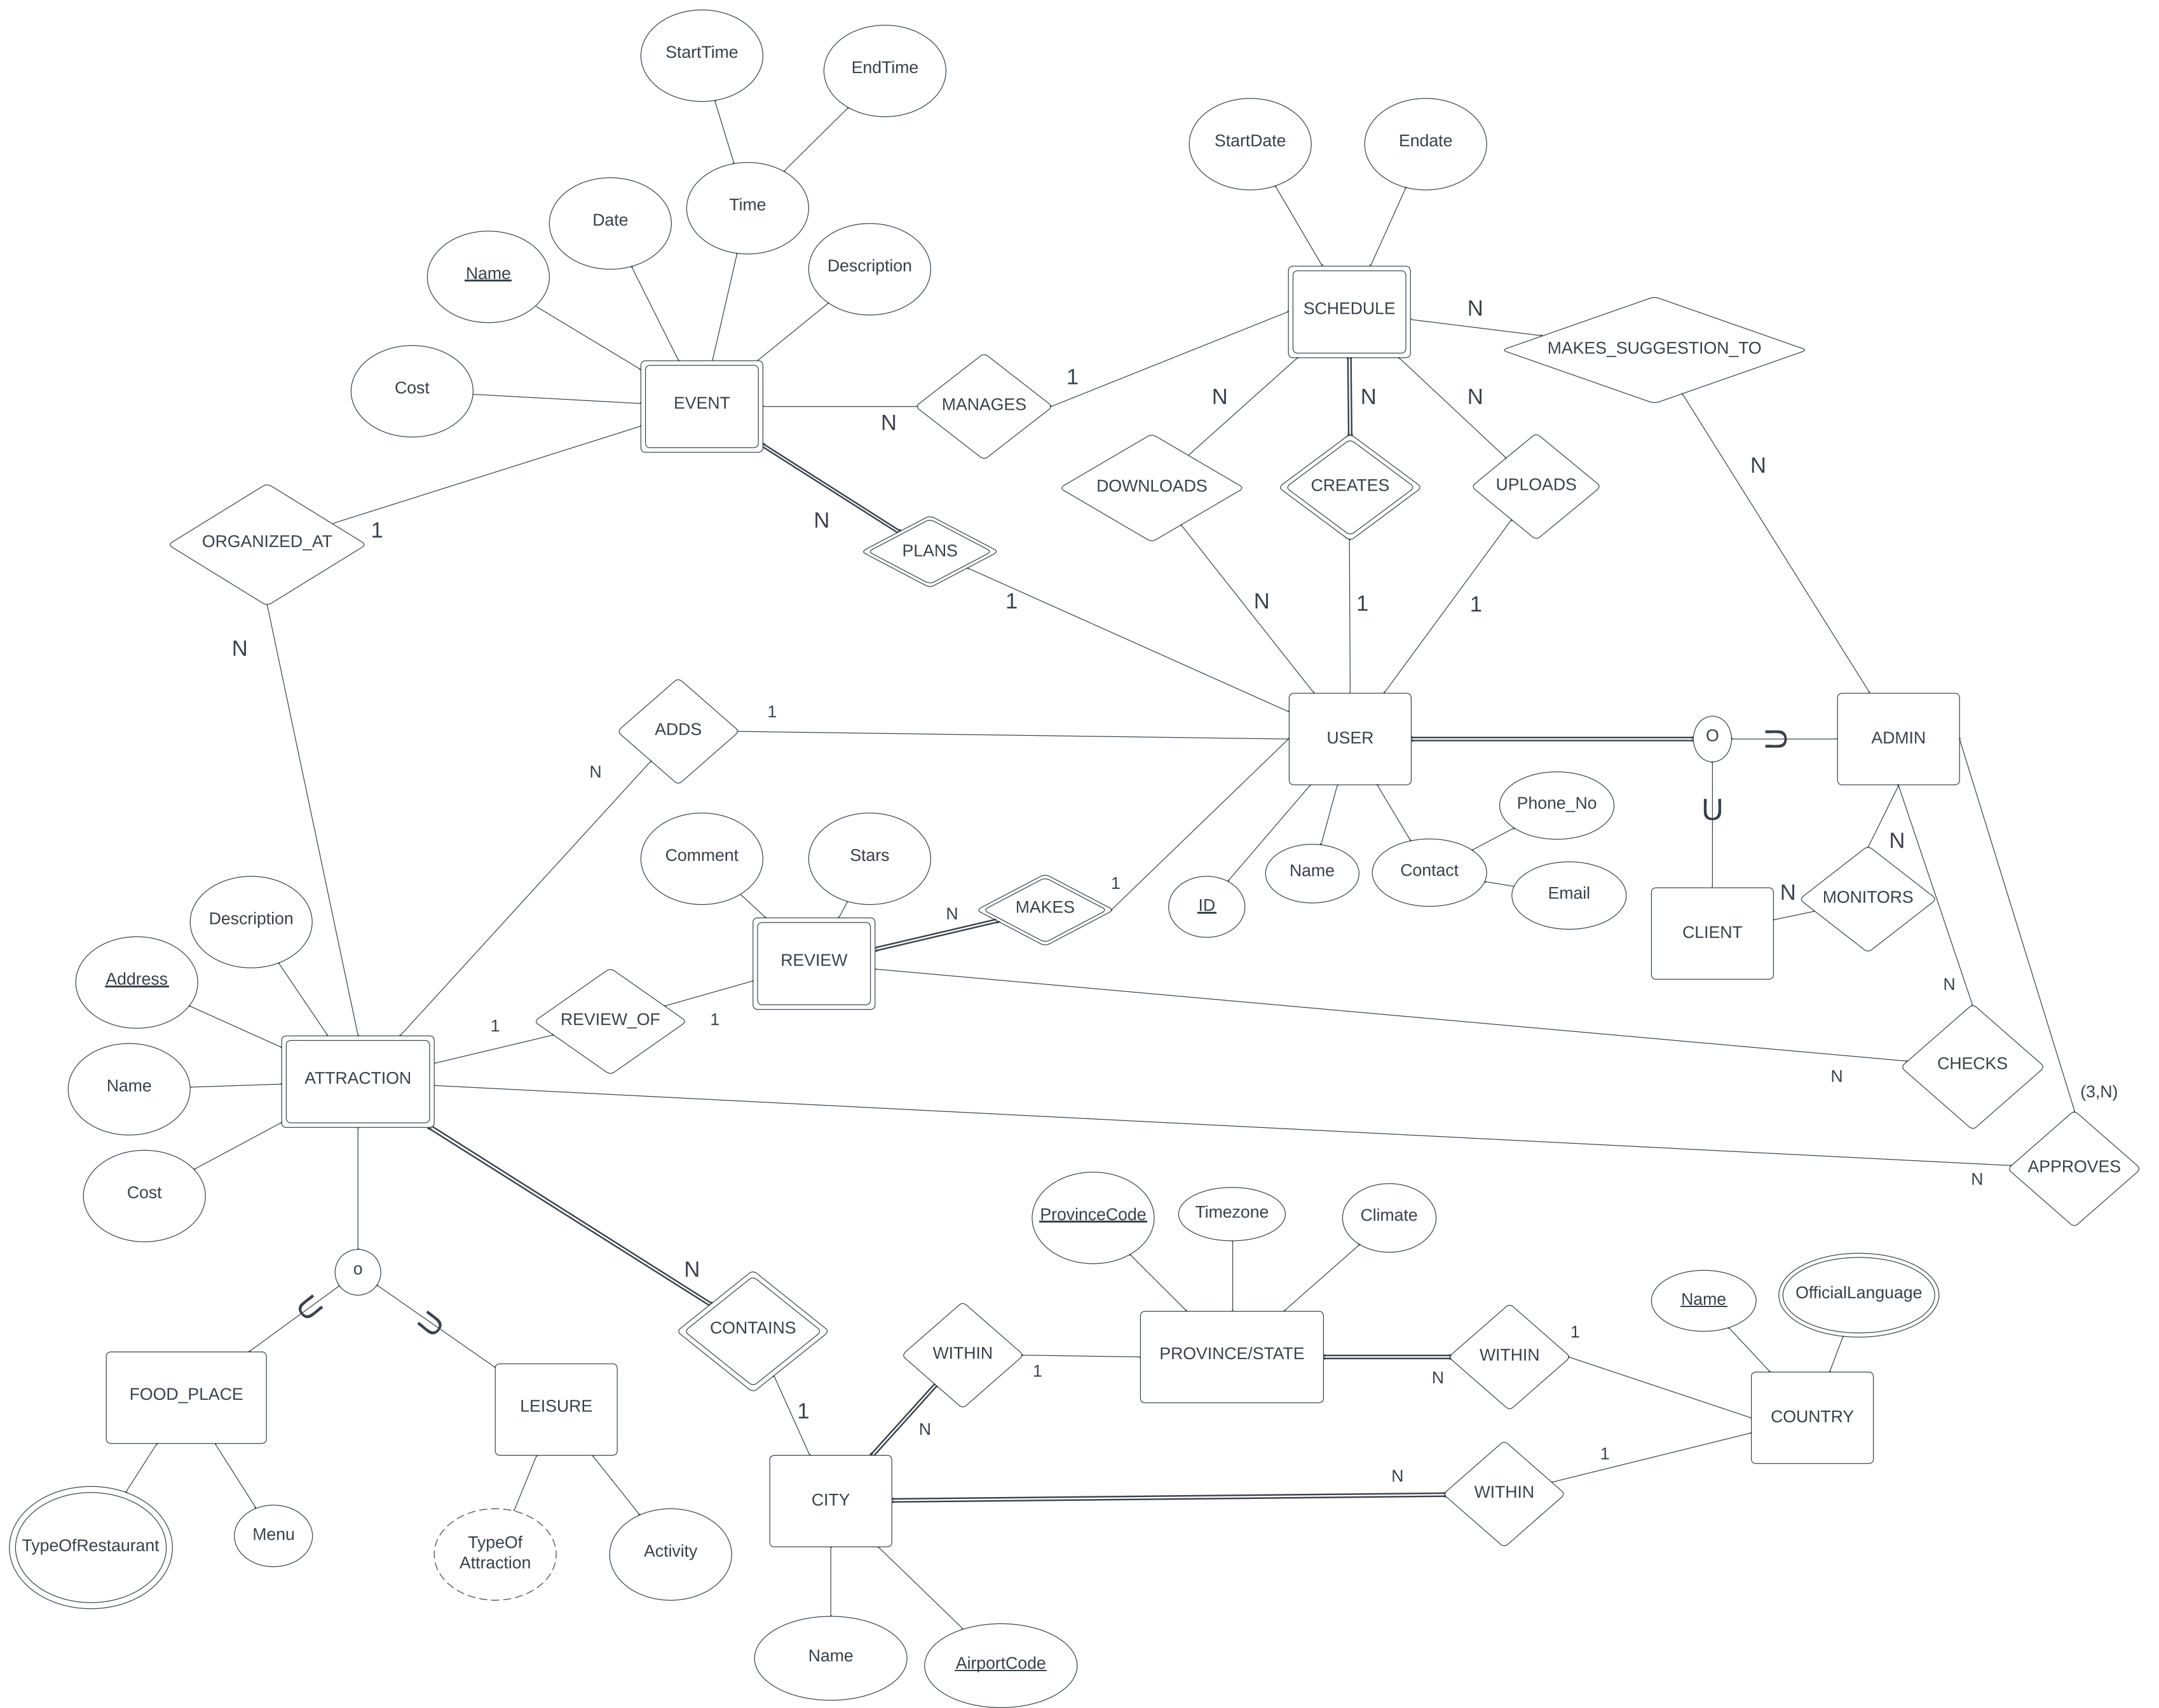 StartTime
EndTime
StartDate
Endate
Time
Date
Description
Name
Cost
EVENT
SCHEDULE
N
MAKES_SUGGESTION_TO
1
MANAGES
N
N
N
N
DOWNLOADS
CREATES
UPLOADS
N
ORGANIZED_AT
1
N
PLANS
1
N
1
1
N
ADDS
1
N
USER
O
U
ADMIN
Phone_No
U
Comment
Stars
Name
Contact
Email
ID
N
N
MONITORS
CLIENT
1
MAKES
N
Description
Address
REVIEW
N
REVIEW_OF
1
1
CHECKS
N
ATTRACTION
Name
(3,N)
APPROVES
N
Cost
ProvinceCode
Timezone
Climate
o
U
U
N
CONTAINS
WITHIN
1
PROVINCE/STATE
N
WITHIN
1
Name
OfficialLanguage
COUNTRY
FOOD_PLACE
LEISURE
1
N
1
N
WITHIN
CITY
TypeOfRestaurant
Menu
TypeOf
Attraction
Activity
Name
AirportCode